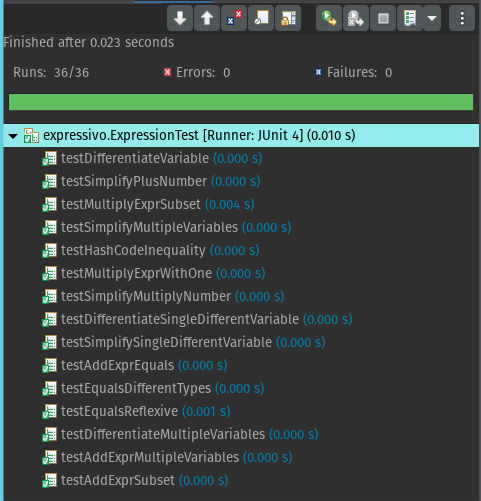 Finished after 0.023 seconds
Runs: 36/36 Errors: 0 Failures: 0
expressivo.ExpressionTest [Runner: JUnit 4] (0.010 s)
testDifferentiateVariable (0.000 s)
testSimplifyPlusNumber (0.000 s)
testMultiplyExprSubset (0.004 s)
testSimplifyMultipleVariables (0.000 s)
testHashCodeInequality (0.000 s)
testMultiplyExprWithOne (0.000 s)
testSimplifyMultiplyNumber (0.000 s)
testDifferentiateSingleDifferentVariable (0.000 s)
testSimplifySingleDifferentVariable (0.000 s)
testAddExprEquals (0.000 s)
testEqualsDifferentTypes (0.000 s)
testEqualsReflexive (0.001 s)
testDifferentiateMultipleVariables (0.000 s)
testAddExprMultipleVariables (0.000 s)
testAddExprSubset (0.000 s)